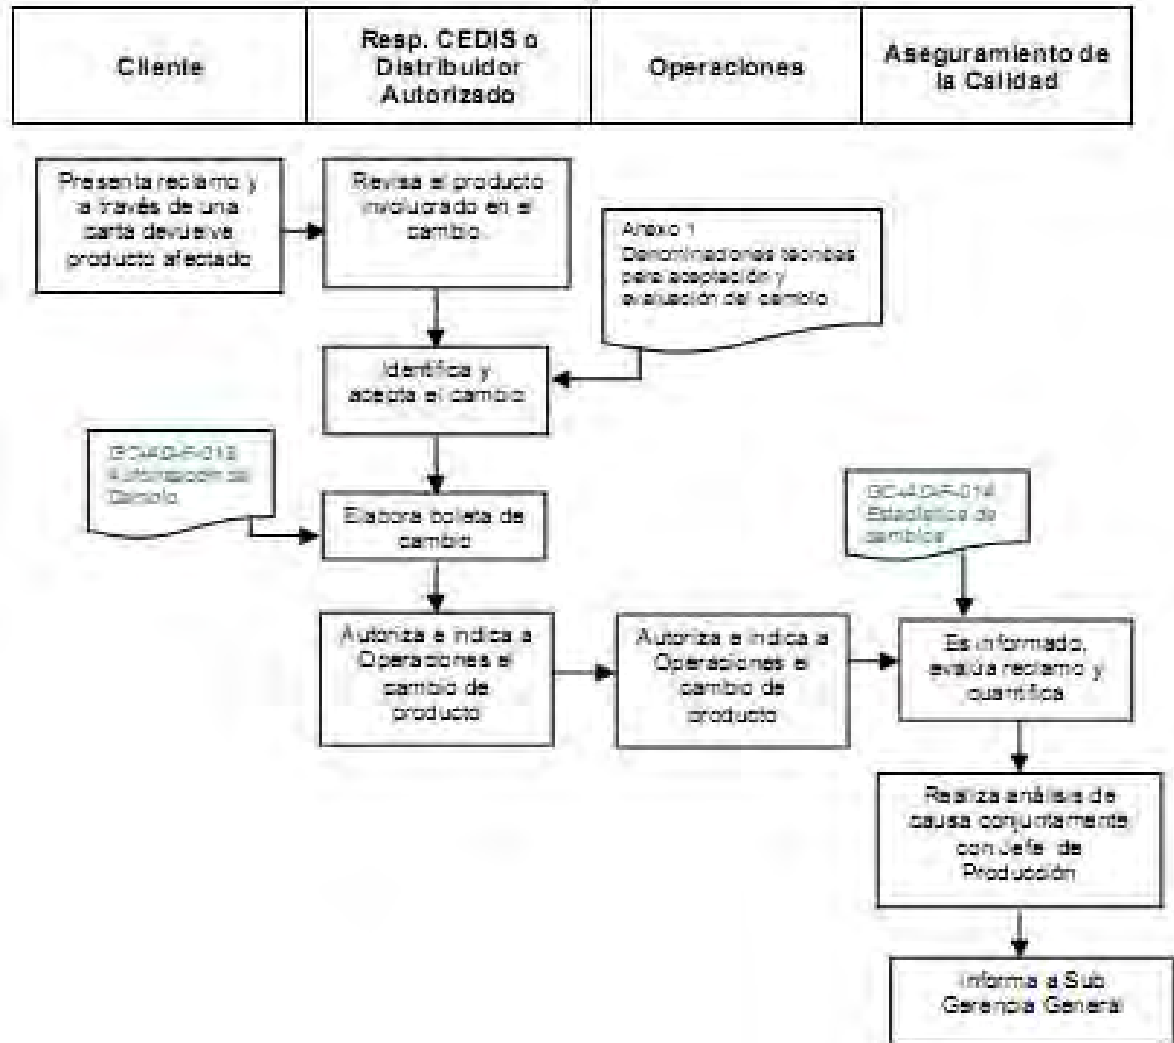 Cliente
Resp. CEDIS o
Distribuidor
Autorizado
Operaciones
Aseguramiento de
la Calidad
Presenta reclamo y
a través de una
carta devuelve
producto afectado
Revisa el producto
involucrado en el
cambio.
Anexo 1
Denominaciones técnicas
para aceptación y
evaluación del cambio
Identifica y
acepta el cambio
Autorización de
Cambio
Elabora boleta de
cambio
Estadística de
cambios
Autoriza e indica a
Operaciones el
cambio de
producto
Autoriza e indica a
Operaciones el
cambio de
producto
Es informado,
evalúa reclamo y
cuantifica
Realiza análisis de
causa conjuntamente
con Jefe de
Producción
Informa a Sub
Gerencia General